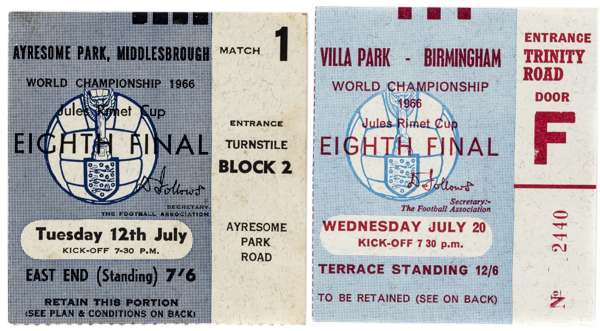 AYRESOME PARK, MIDDLESBROUGH
WORLD CHAMPIONSHIP 1966
Jules Rimet Cup
EIGHTH FINAL
D. Follows
SECRETARY.
THE FOOTBALL ASSOCIATION
Tuesday 12th July
KICK-OFF 7-30 P.M.
EAST END (Standing) 7'6
RETAIN THIS PORTION
(SEE PLAN & CONDITIONS ON BACK)
MATCH 1
ENTRANCE
TURNSTILE
BLOCK 2
AYRESOME
PARK
ROAD
VILLA PARK - BIRMINGHAM
WORLD CHAMPIONSHIP
1966
Jules Rimet Cup
EIGHTH FINAL
D. Follows
Secretary:-
The Football Association
WEDNESDAY JULY 20
KICK-OFF 7 30 p.m.
TERRACE STANDING 12/6
TO BE RETAINED (SEE ON BACK)
ENTRANCE
TRINITY
ROAD
DOOR
F
No 2440